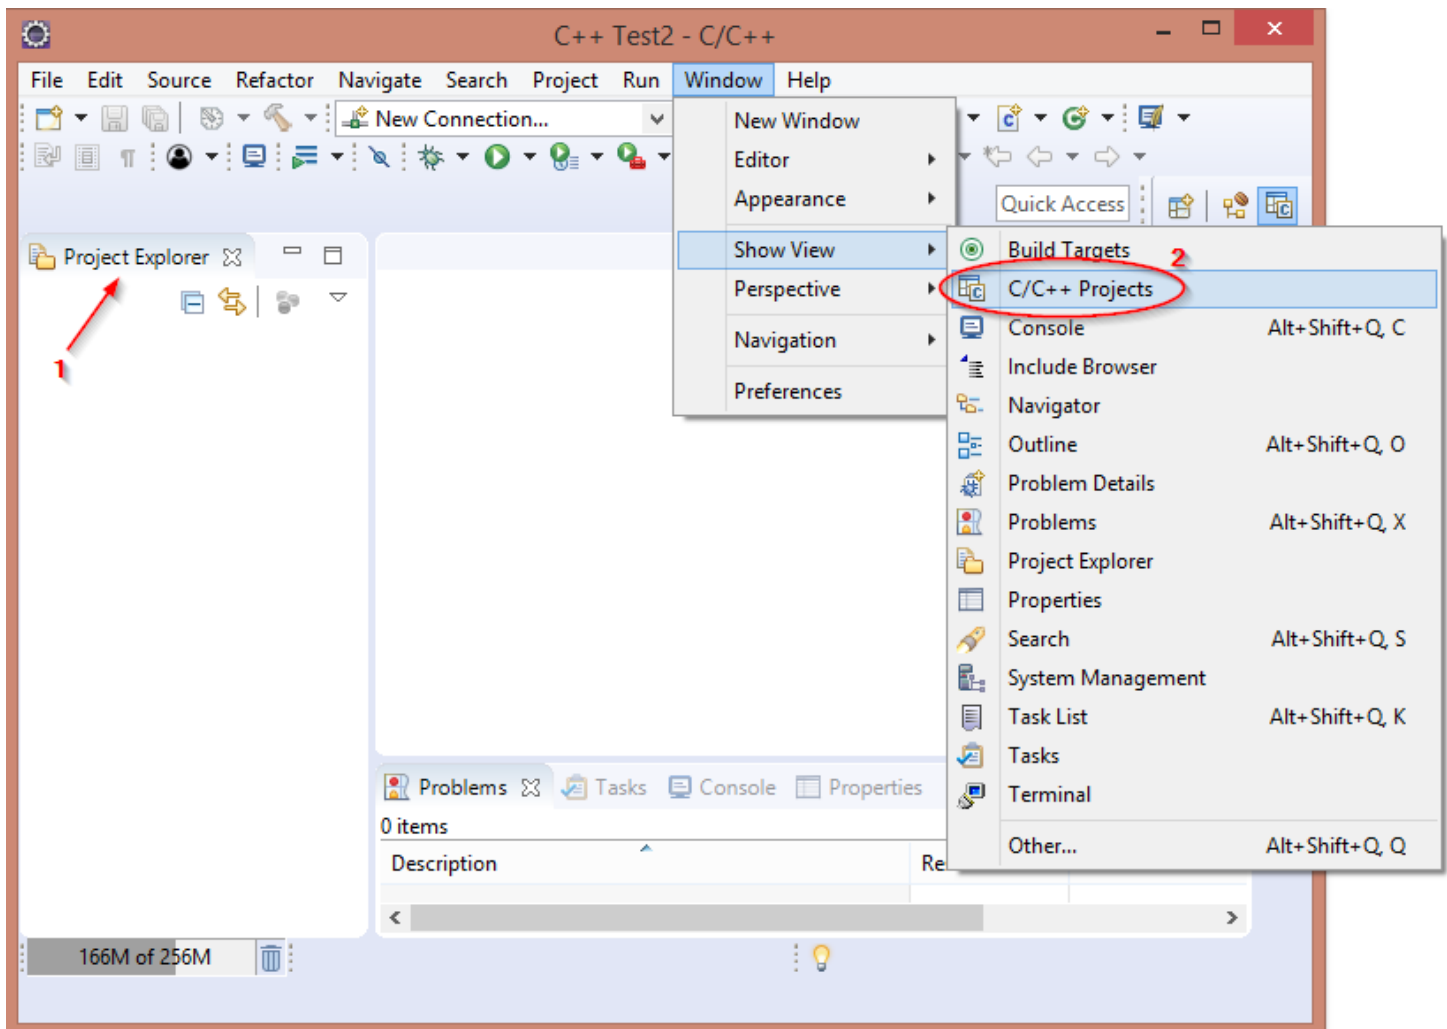 C++ Test2 - C/C++
File Edit Source Refactor Navigate Search Project Run Window Help
New Connection...
New Window
Editor
Appearance
Quick Access
Project Explorer
1
Show View
Perspective
Navigation
Preferences
Build Targets
2
C/C++ Projects
Console Alt+Shift+Q, C
Include Browser
Navigator
Outline Alt+Shift+Q, O
Problem Details
Problems Alt+Shift+Q, X
Project Explorer
Properties
Search Alt+Shift+Q, S
System Management
Task List Alt+Shift+Q, K
Tasks
Terminal
Other... Alt+Shift+Q, Q
Problems Tasks Console Properties
0 items
Description Re
166M of 256M